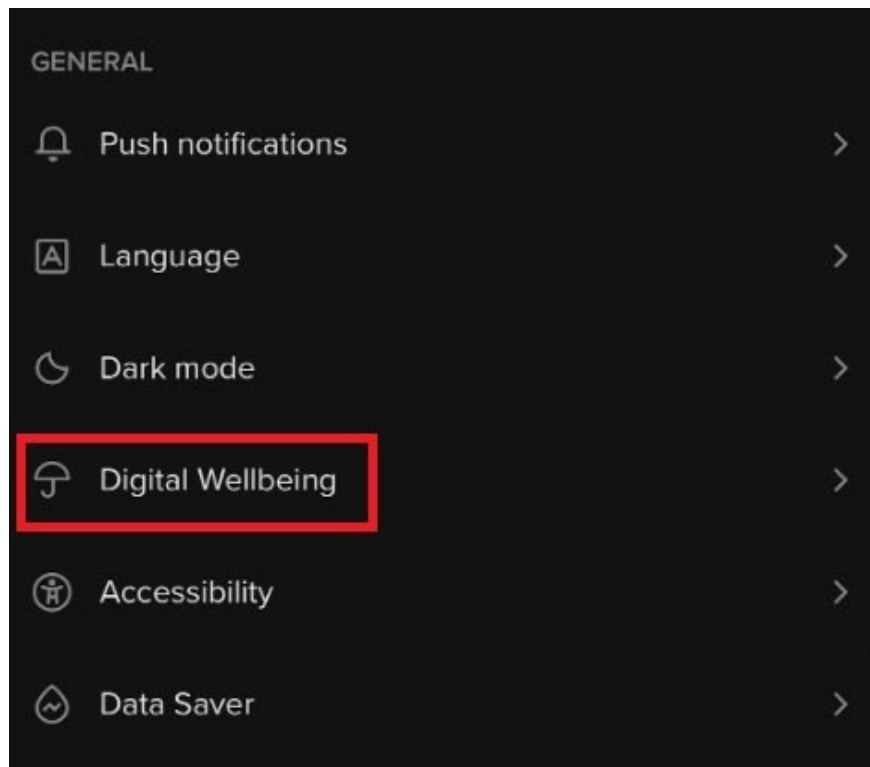 GENERAL
Push notifications
Language
Dark mode
Digital Wellbeing
Accessibility
Data Saver